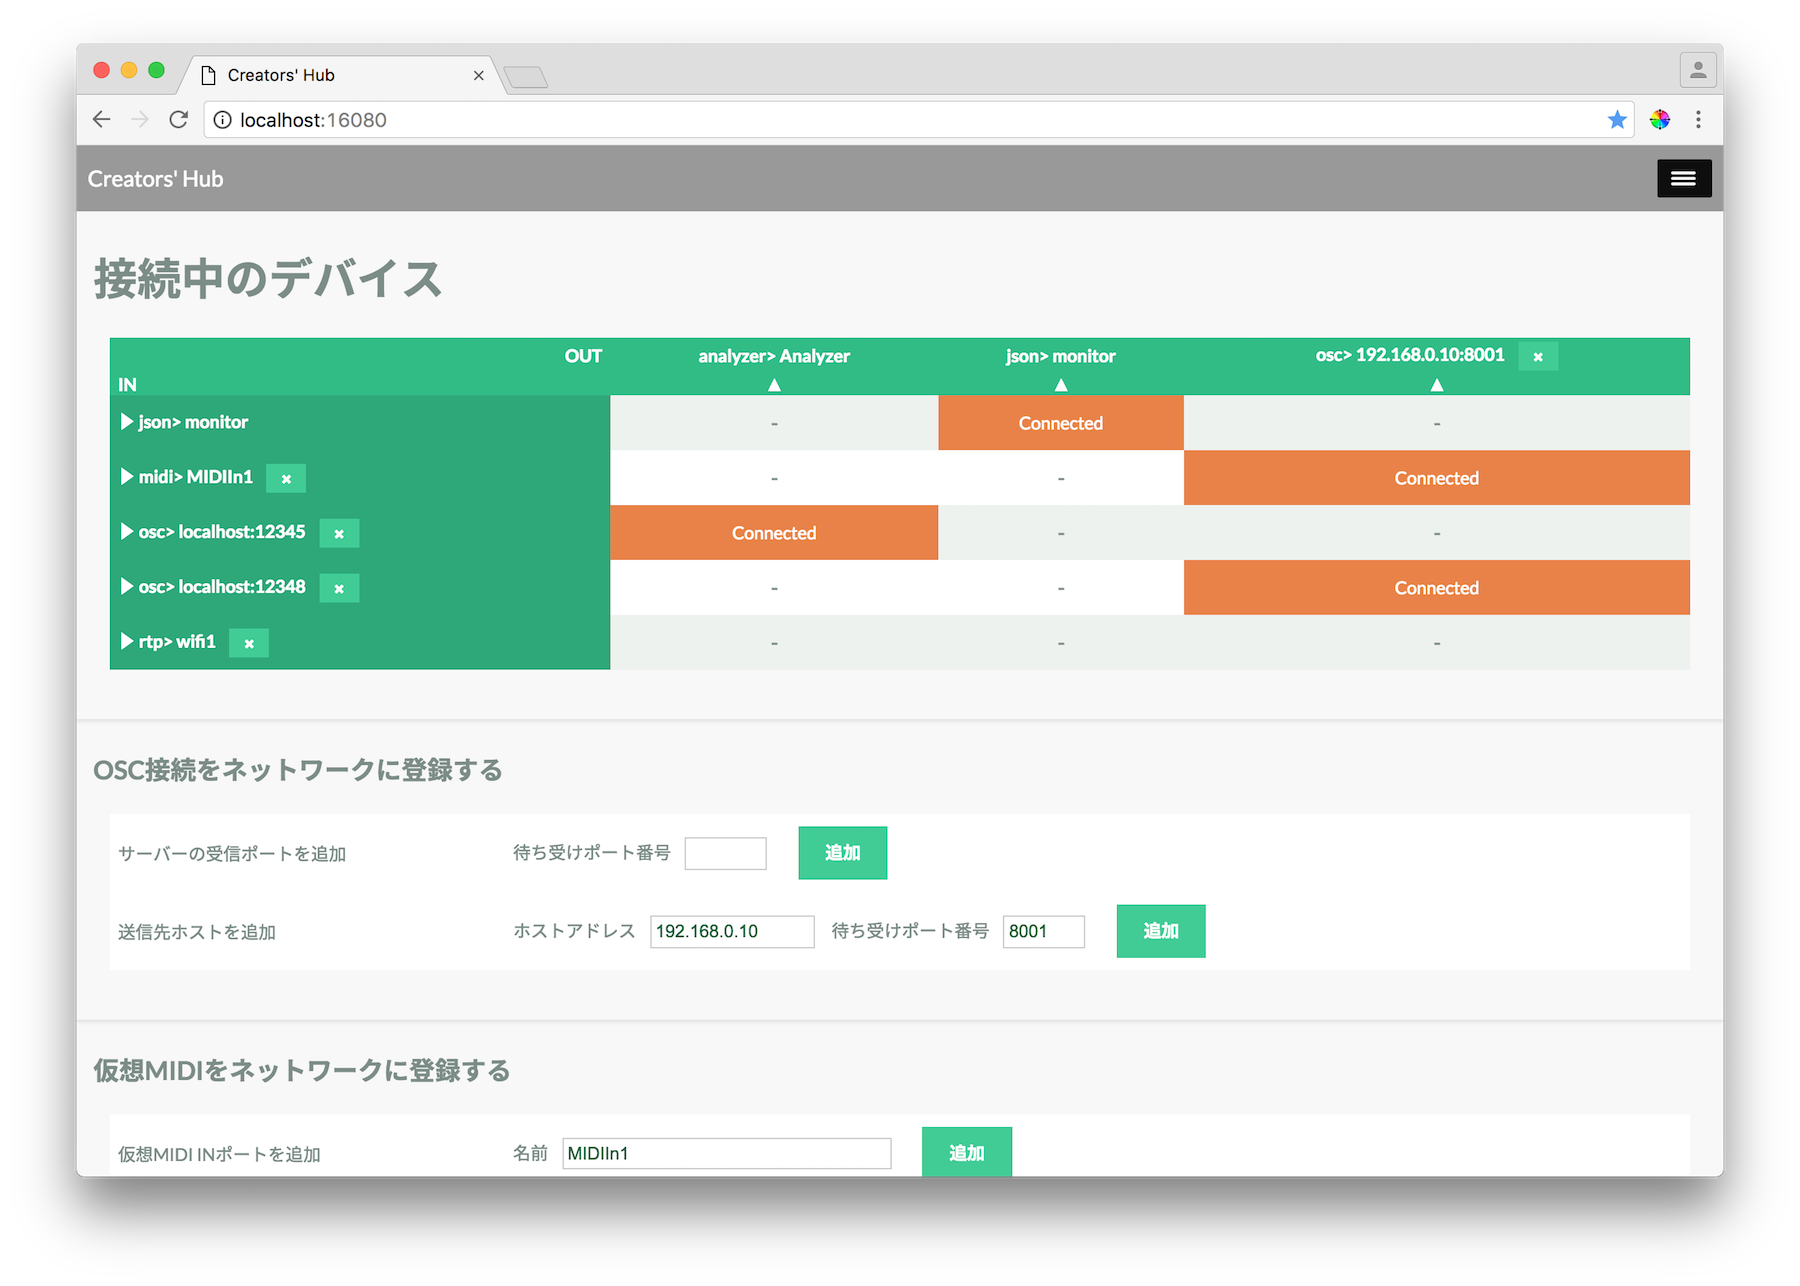 Creators' Hub
localhost:16080
Creators' Hub
接続中のデバイス
OUT analyzer> Analyzer json> monitor osc> 192.168.0.10:8001 ×
IN ▲ ▲ ▲
▶ json> monitor - Connected -
▶ midi> MIDIIn1 × - - Connected
▶ osc> localhost:12345 × Connected - -
▶ osc> localhost:12348 × - - Connected
▶ rtp> wifi1 × - - -
OSC接続をネットワークに登録する
サーバーの受信ポートを追加 待ち受けポート番号 追加
送信先ホストを追加 ホストアドレス 192.168.0.10 待ち受けポート番号 8001 追加
仮想MIDIをネットワークに登録する
仮想MIDI INポートを追加 名前 MIDIIn1 追加